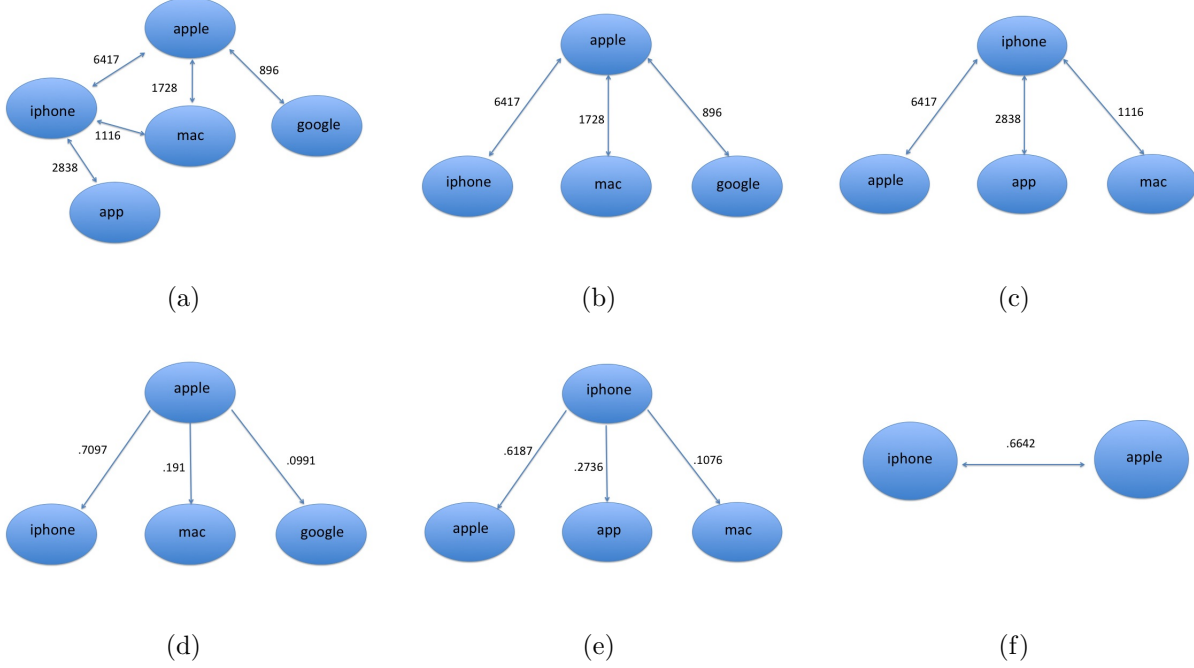 apple
6417
1728
896
iphone
1116
mac
google
2838
app
(a)
apple
6417
1728
896
iphone
mac
google
(b)
iphone
6417
2838
1116
apple
app
mac
(c)
apple
.7097
.191
.0991
iphone
mac
google
(d)
iphone
.6187
.2736
.1076
apple
app
mac
(e)
iphone
.6642
apple
(f)